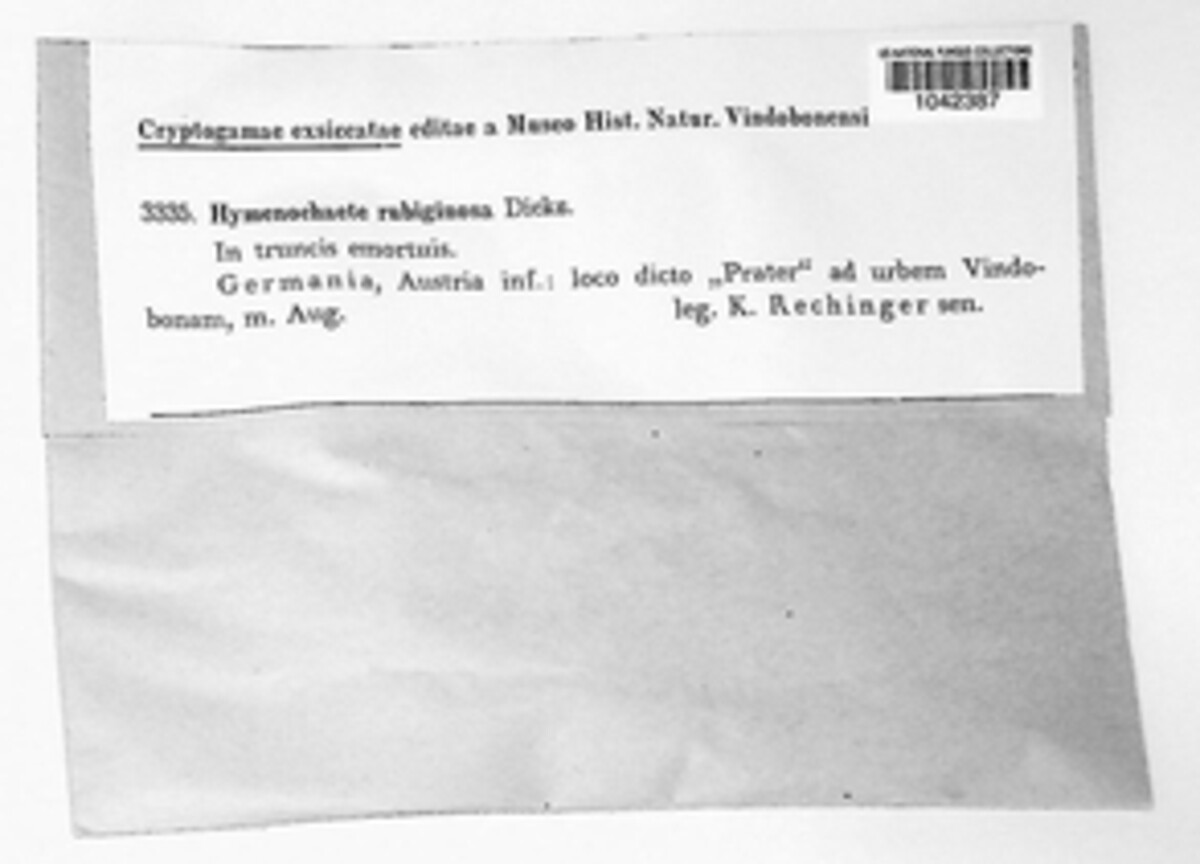 US NATIONAL FUNGUS COLLECTIONS
1042387
Cryptogamae exsiccatae editae a Museo Hist. Natur. Vindobonensi
3335. Hymenochaete rubiginosa Dicks.
In truncis emortuis.
Germania, Austria inf.: loco dicto „Prater“ ad urbem Vindo-
bonam, m. Aug. leg. K. Rechinger sen.